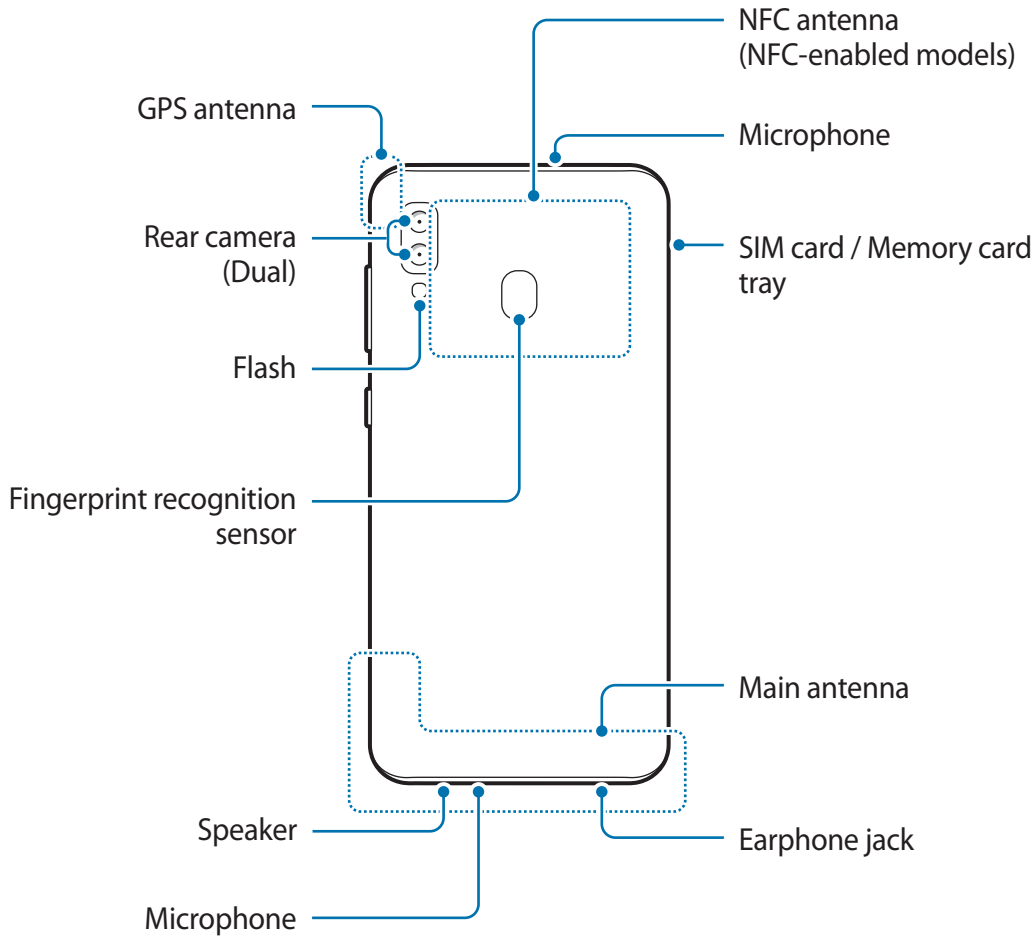 NFC antenna
(NFC-enabled models)
GPS antenna
Microphone
Rear camera
(Dual)
SIM card / Memory card
tray
Flash
Fingerprint recognition
sensor
Main antenna
Speaker
Earphone jack
Microphone